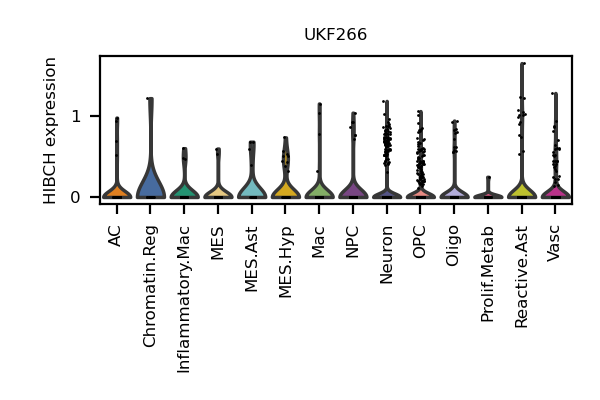 UKF266
HIBCH expression
1
0
AC
Chromatin.Reg
Inflammatory.Mac
MES
MES.Ast
MES.Hyp
Mac
NPC
Neuron
OPC
Oligo
Prolif.Metab
Reactive.Ast
Vasc